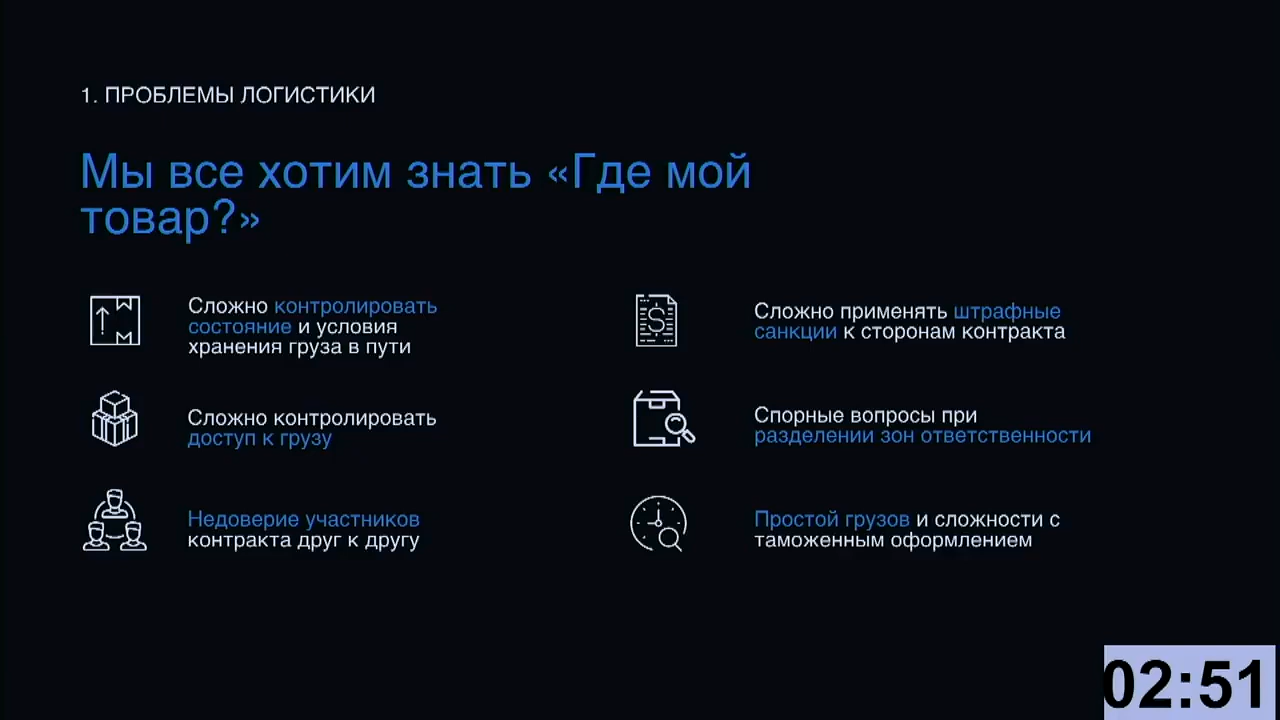 1. ПРОБЛЕМЫ ЛОГИСТИКИ
Мы все хотим знать «Где мой
товар?»
Сложно контролировать
состояние и условия
хранения груза в пути
Сложно контролировать
доступ к грузу
Недоверие участников
контракта друг к другу
Сложно применять штрафные
санкции к сторонам контракта
Спорные вопросы при
разделении зон ответственности
Простой грузов и сложности с
таможенным оформлением
02:51